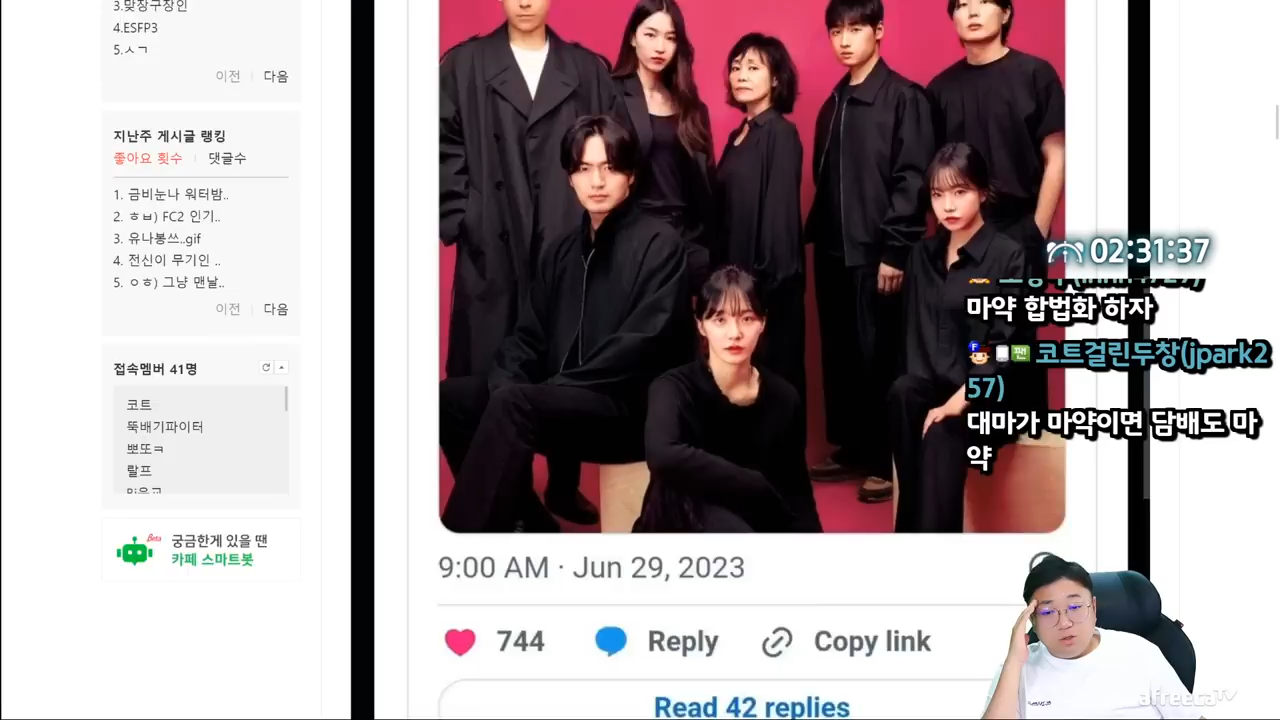 3.맞장구장인
4.ESFP3
5.ㅅㄱ
이전 다음
지난주 게시글 랭킹
좋아요 횟수 댓글수
1. 금비눈나 워터밤..
2. ㅎㅂ) FC2 인기..
3. 유나봉쓰..gif
4. 전신이 무기인 ..
5. ㅇㅎ) 그냥 맨날..
이전 다음
접속멤버 41명
코트
뚝배기파이터
뽀또ㅋ
랄프
Beta
궁금한게 있을 땐
카페 스마트봇
02:31:37
마약 합법화 하자
팬 코트걸린두창(jpark2
57)
대마가 마약이면 담배도 마
약
9:00 AM · Jun 29, 2023
744 Reply Copy link
Read 42 replies
afreecaTV